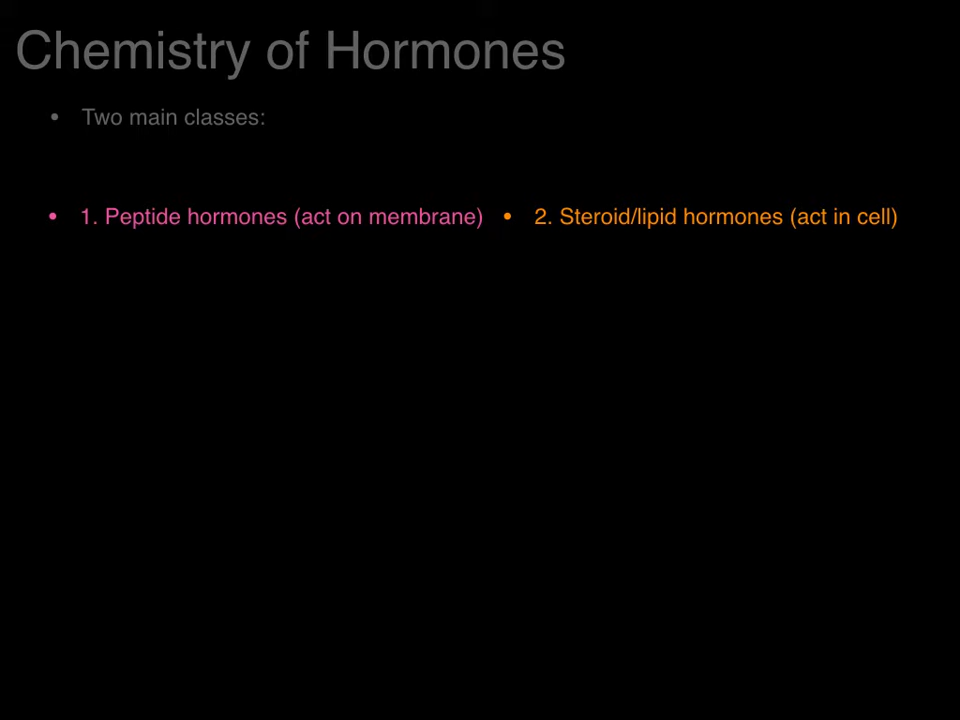 Chemistry of Hormones
• Two main classes:
• 1. Peptide hormones (act on membrane)
• 2. Steroid/lipid hormones (act in cell)